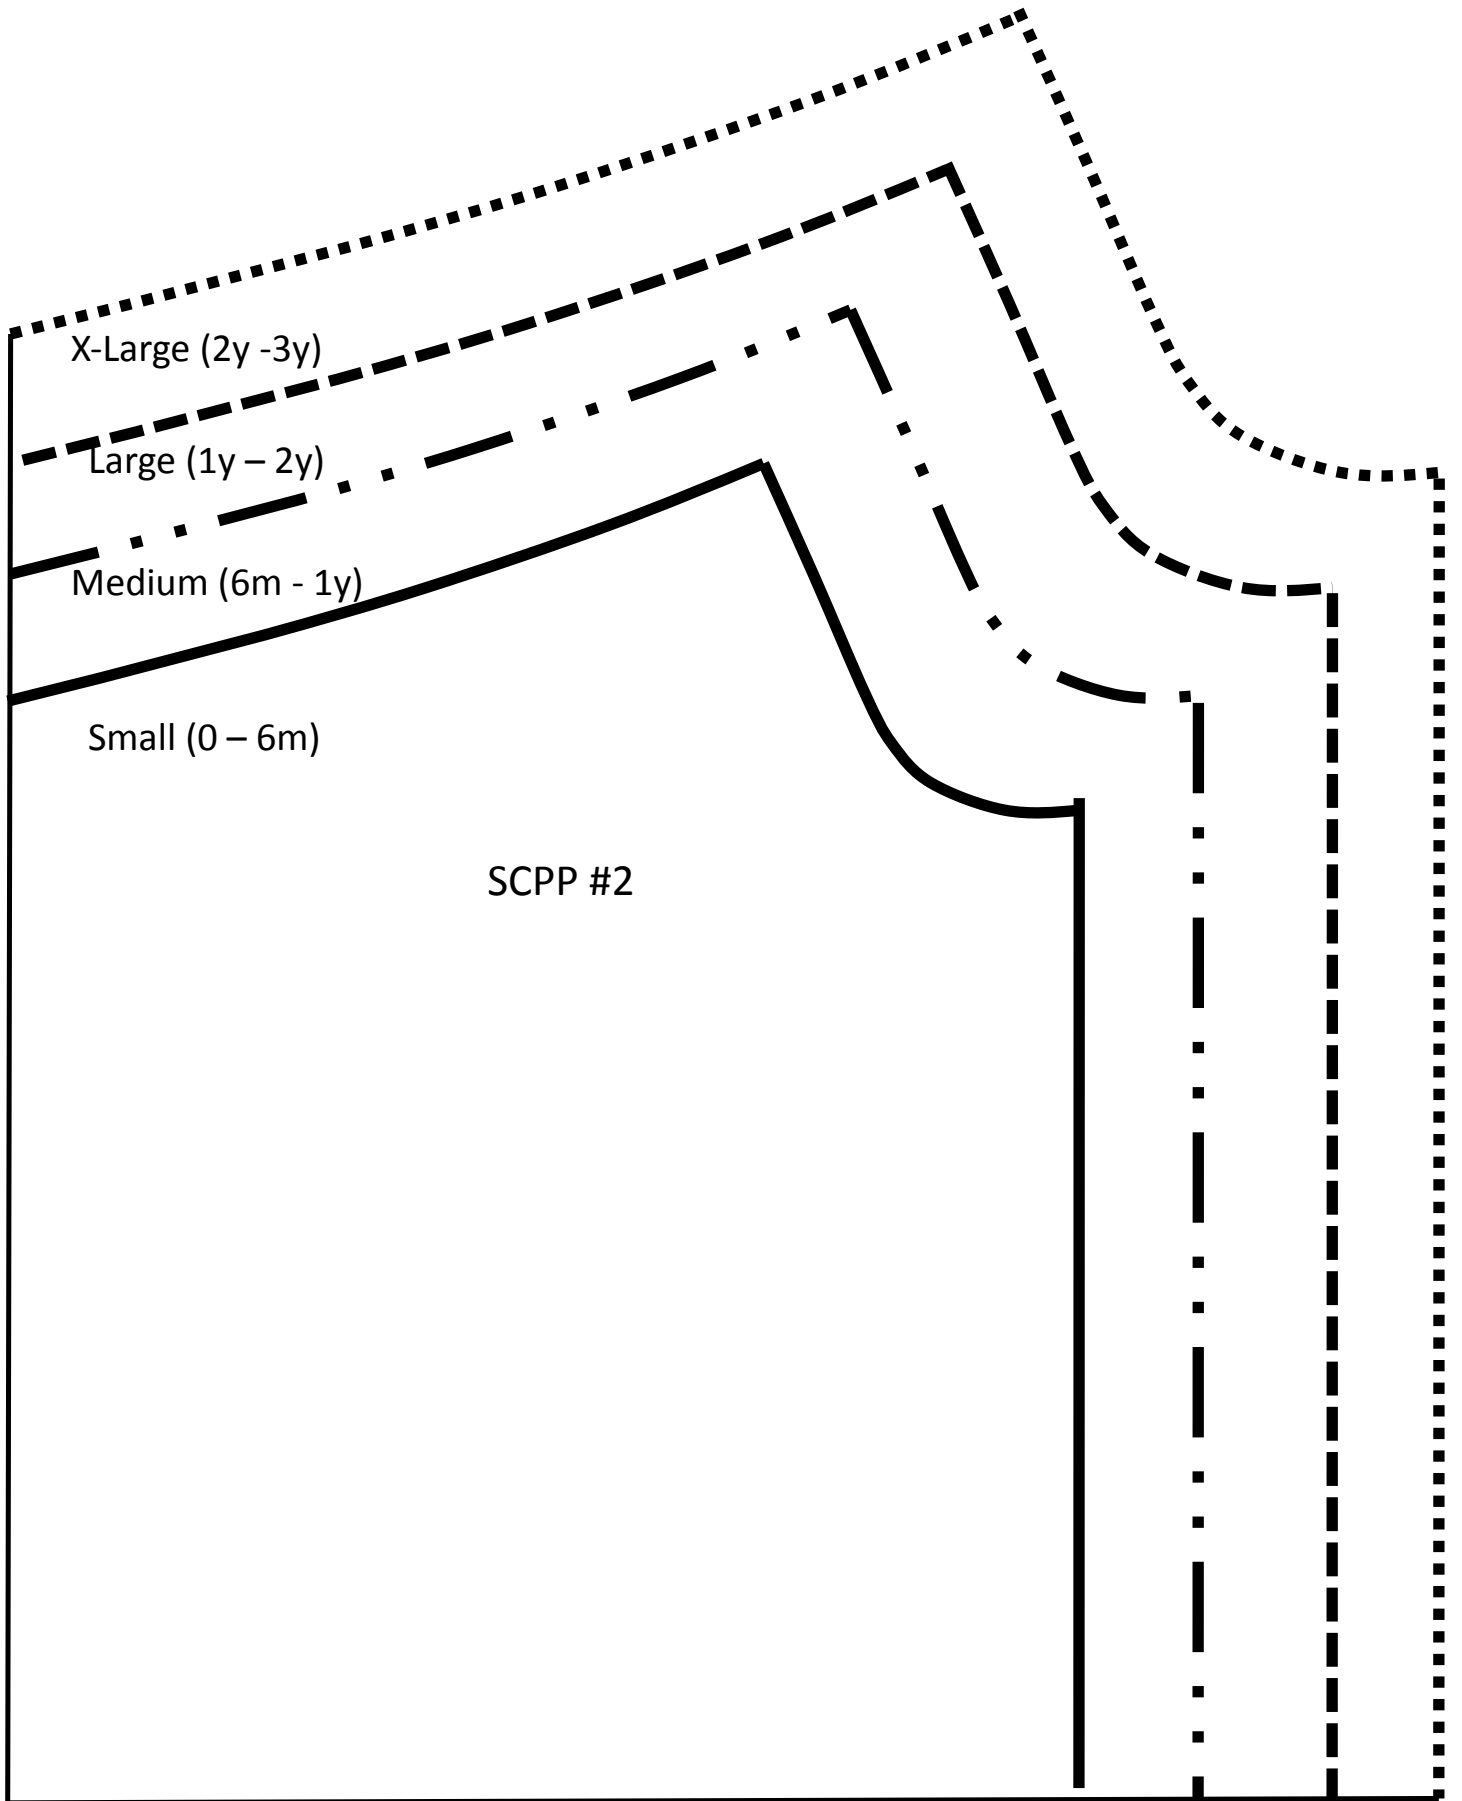 X-Large (2y -3y)
Large (1y – 2y)
Medium (6m - 1y)
Small (0 – 6m)
SCPP #2